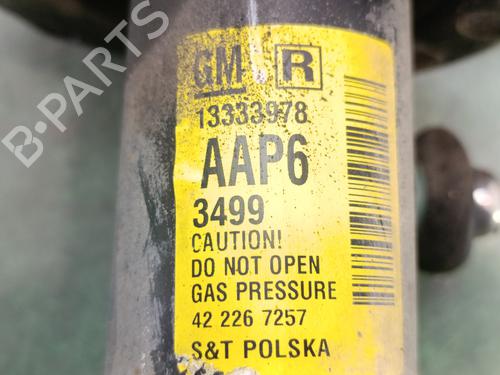 GM R
13333978
AAP6
3499
CAUTION!
DO NOT OPEN
GAS PRESSURE
42 226 7257
S&T POLSKA
B-PARTS